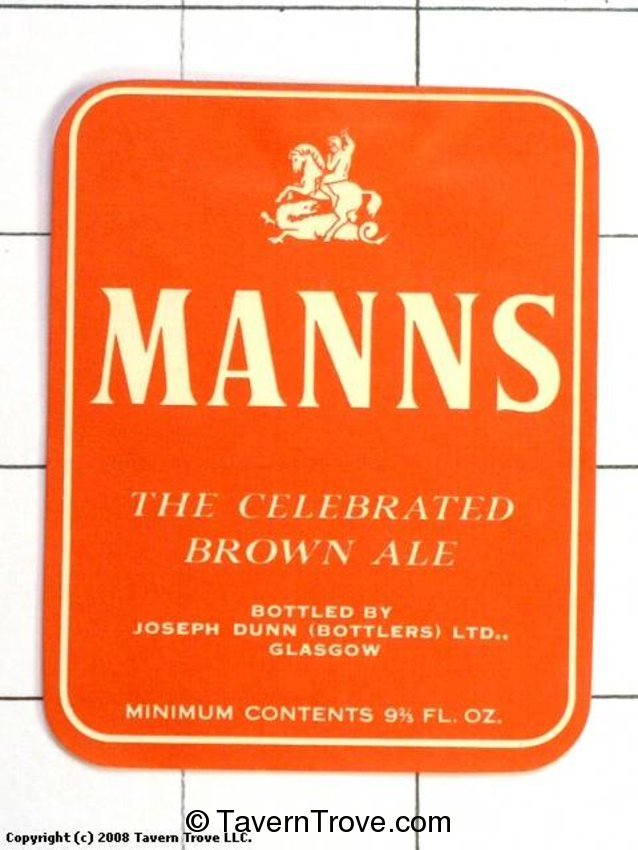 MANNS
THE CELEBRATED
BROWN ALE
BOTTLED BY
JOSEPH DUNN (BOTTLERS) LTD.,
GLASGOW
MINIMUM CONTENTS 9⅔ FL. OZ.
© TavernTrove.com
Copyright (c) 2008 Tavern Trove LLC.